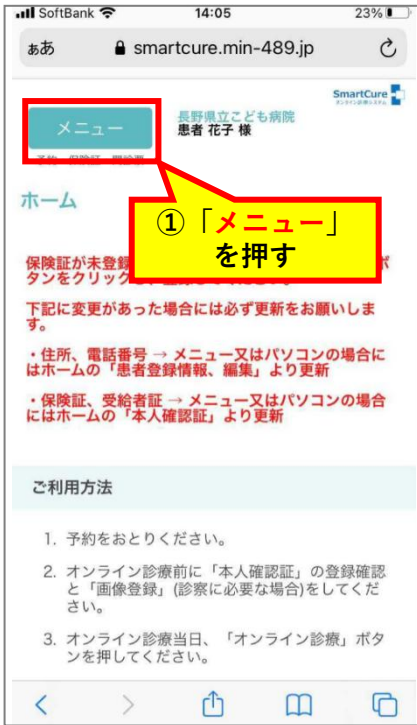 SoftBank 14:05 23%
ぁあ smartcure.min-489.jp
SmartCure
メニュー
長野県立こども病院
患者 花子 様
ホーム
①「メニュー」
を押す
保険証が未登録
タンをクリック
下記に変更があった場合には必ず更新をお願いしま
す。
・住所、電話番号 → メニュー又はパソコンの場合に
はホームの「患者登録情報、編集」より更新
・保険証、受給者証 → メニュー又はパソコンの場合
にはホームの「本人確認証」より更新
ご利用方法
1. 予約をおとりください。
2. オンライン診療前に「本人確認証」の登録確認
と「画像登録」(診察に必要な場合)をしてくだ
さい。
3. オンライン診療当日、「オンライン診療」ボタ
ンを押してください。